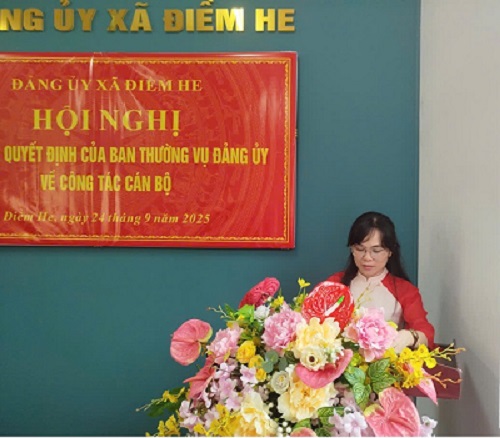 NG ỦY XÃ ĐIỀM HE
ĐẢNG ỦY XÃ ĐIỀM HE
HỘI NGHỊ
QUYẾT ĐỊNH CỦA BAN THƯỜNG VỤ ĐẢNG ỦY
VỀ CÔNG TÁC CÁN BỘ
Điềm He, ngày 24 tháng 9 năm 2025